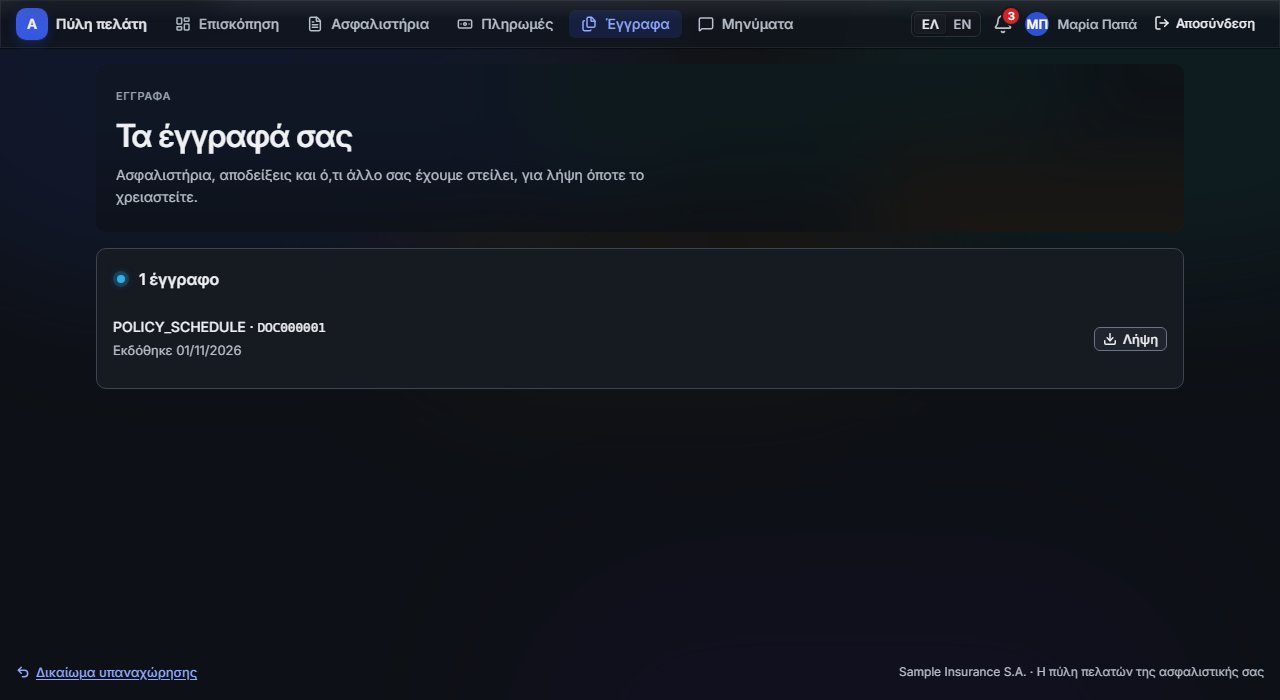 A Πύλη πελάτη Επισκόπηση Ασφαλιστήρια Πληρωμές Έγγραφα Μηνύματα ΕΛ EN 3 ΜΠ Μαρία Παπά Αποσύνδεση
ΕΓΓΡΑΦΑ
Τα έγγραφά σας
Ασφαλιστήρια, αποδείξεις και ό,τι άλλο σας έχουμε στείλει, για λήψη όποτε το
χρειαστείτε.
1 έγγραφο
POLICY_SCHEDULE · DOC000001
Εκδόθηκε 01/11/2026
Λήψη
Δικαίωμα υπαναχώρησης
Sample Insurance S.A. · Η πύλη πελατών της ασφαλιστικής σας